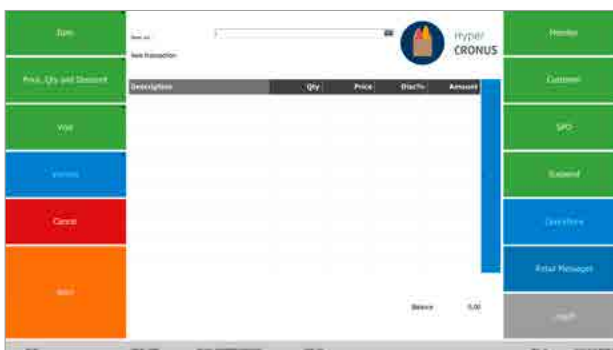 Item
Price, Qty and Discount
Void
Cancel
Item no.
New transaction
Hyper
CRONUS
Description Qty Price Disc% Amount
Balance 0.00
Member
Customer
SPO
Operations
Retail Messages
Logoff